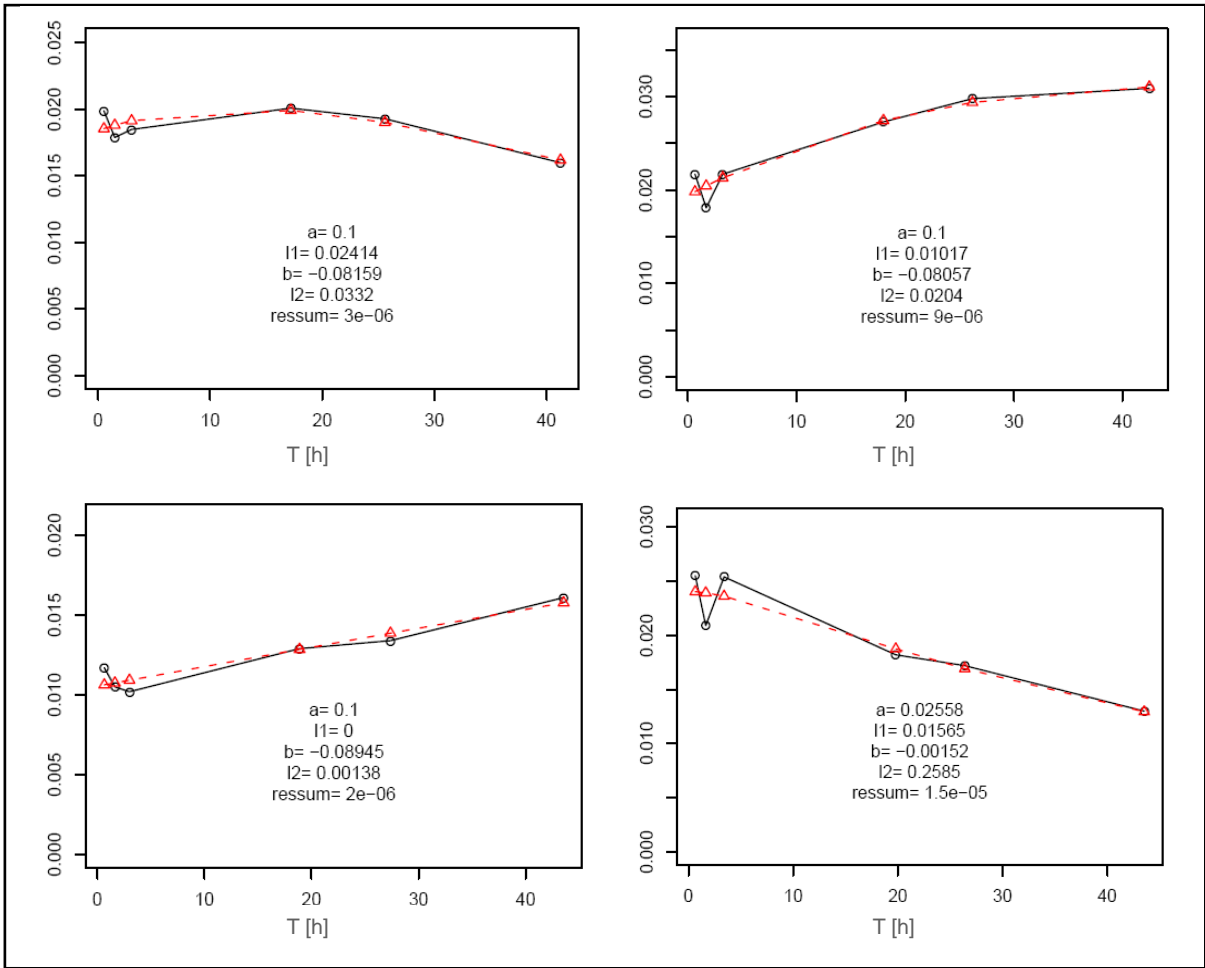 0.025
0.020
0.015
0.010
0.005
0.000
a= 0.1
l1= 0.02414
b= −0.08159
l2= 0.0332
ressum= 3e−06
0 10 20 30 40
T [h]
0.030
0.020
0.010
0.000
a= 0.1
l1= 0.01017
b= −0.08057
l2= 0.0204
ressum= 9e−06
0 10 20 30 40
T [h]
0.020
0.015
0.010
0.005
0.000
a= 0.1
l1= 0
b= −0.08945
l2= 0.00138
ressum= 2e−06
0 10 20 30 40
T [h]
0.030
0.020
0.010
0.000
a= 0.02558
l1= 0.01565
b= −0.00152
l2= 0.2585
ressum= 1.5e−05
0 10 20 30 40
T [h]